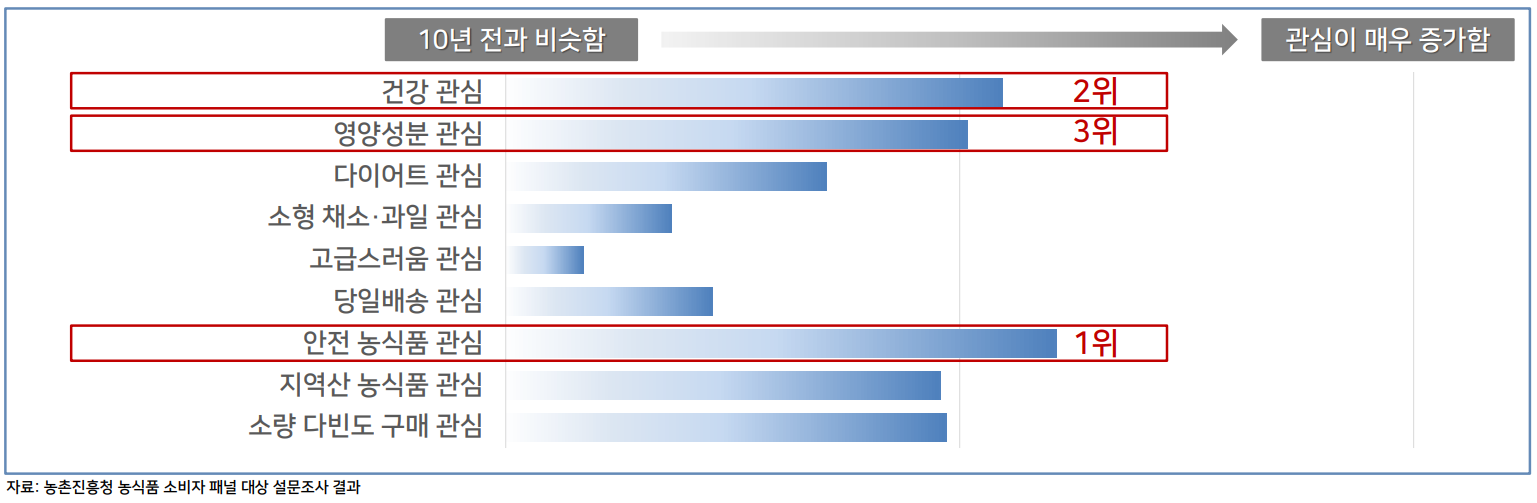 10년 전과 비슷함
관심이 매우 증가함
건강 관심
2위
영양성분 관심
3위
다이어트 관심
소형 채소·과일 관심
고급스러움 관심
당일배송 관심
안전 농식품 관심
1위
지역산 농식품 관심
소량 다빈도 구매 관심
자료: 농촌진흥청 농식품 소비자 패널 대상 설문조사 결과